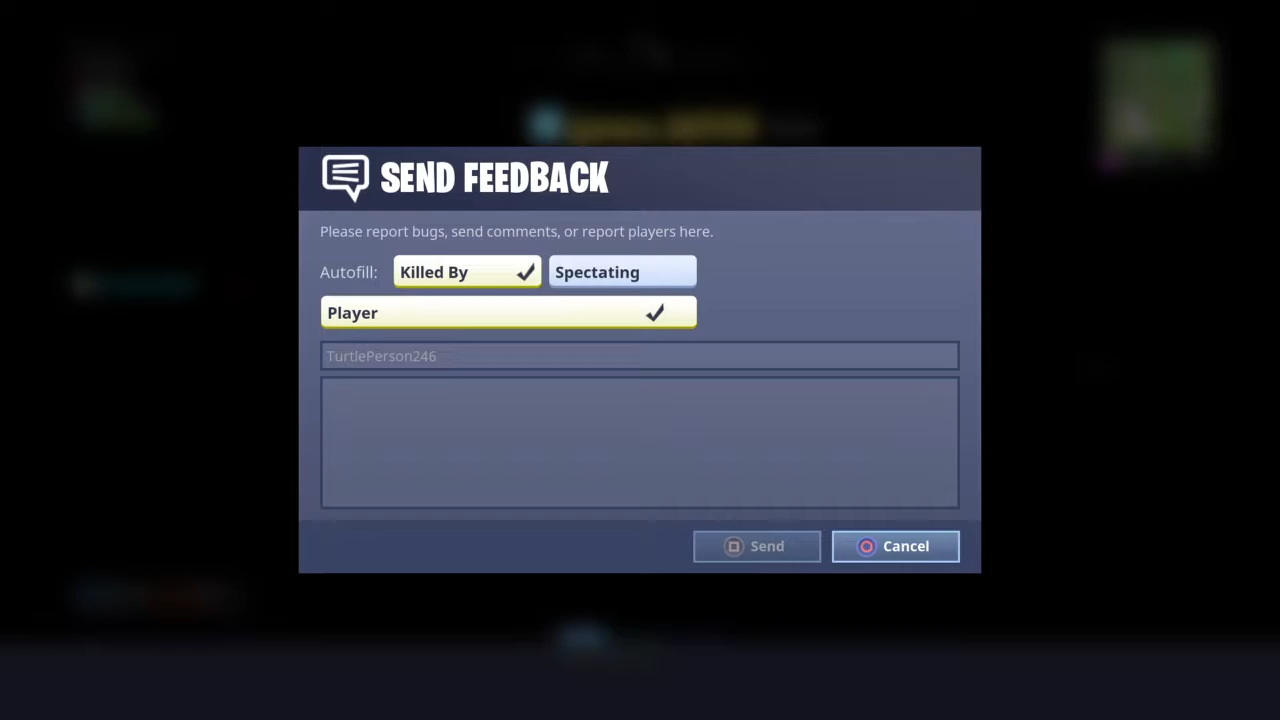 SEND FEEDBACK
Please report bugs, send comments, or report players here.
Autofill: Killed By Spectating
Player
TurtlePerson246
Send Cancel